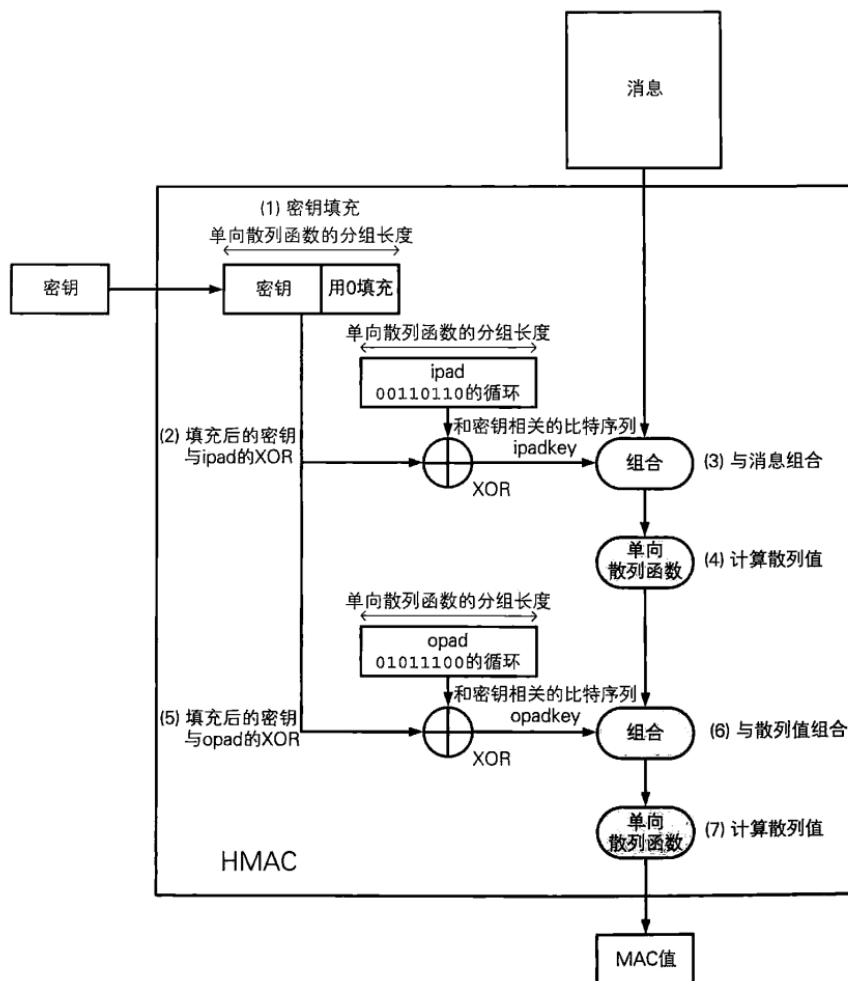 消息
(1) 密钥填充
单向散列函数的分组长度
密钥
密钥
用0填充
单向散列函数的分组长度
ipad
00110110的循环
(2) 填充后的密钥
与ipad的XOR
和密钥相关的比特序列
ipadkey
XOR
组合
(3) 与消息组合
单向
散列函数
(4) 计算散列值
单向散列函数的分组长度
opad
01011100的循环
(5) 填充后的密钥
与opad的XOR
和密钥相关的比特序列
opadkey
XOR
组合
(6) 与散列值组合
单向
散列函数
(7) 计算散列值
HMAC
MAC值